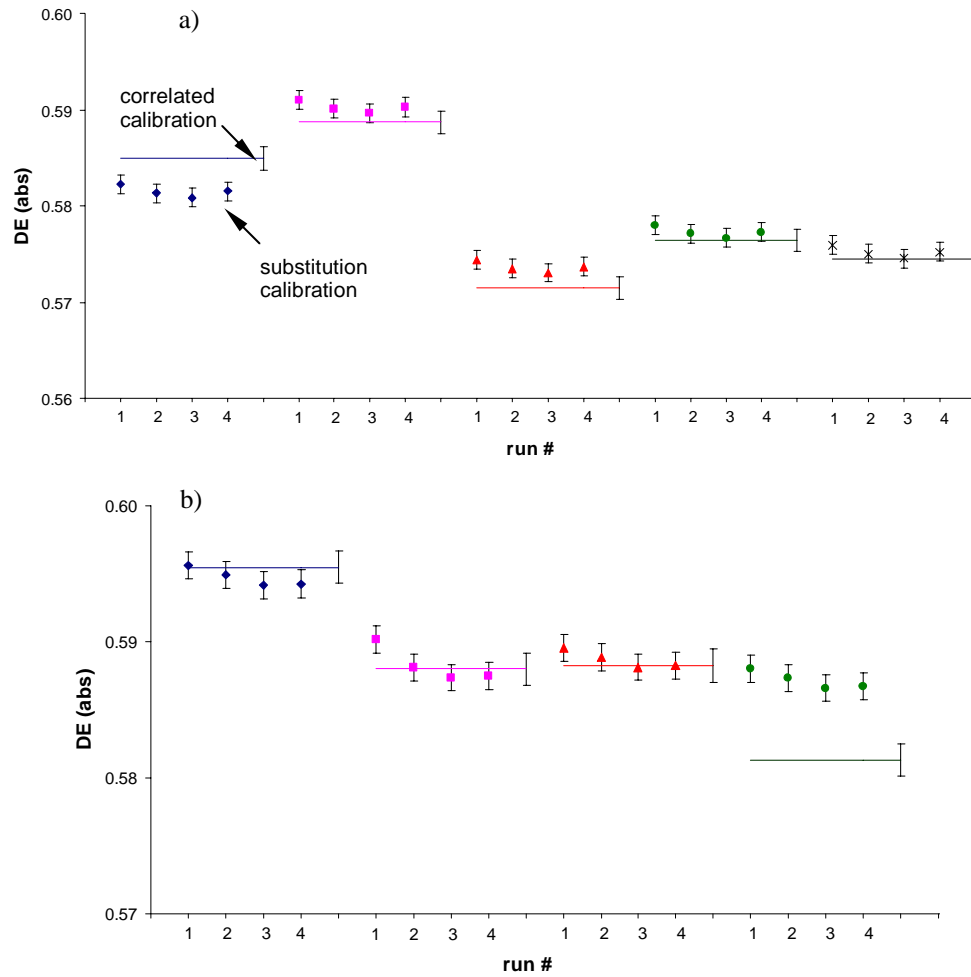 a)
0.60
0.59
0.58
0.57
0.56
DE (abs)
correlated
calibration
substitution
calibration
1 2 3 4 1 2 3 4 1 2 3 4 1 2 3 4 1 2 3 4
run #
b)
0.60
0.59
0.58
0.57
DE (abs)
1 2 3 4 1 2 3 4 1 2 3 4 1 2 3 4
run #